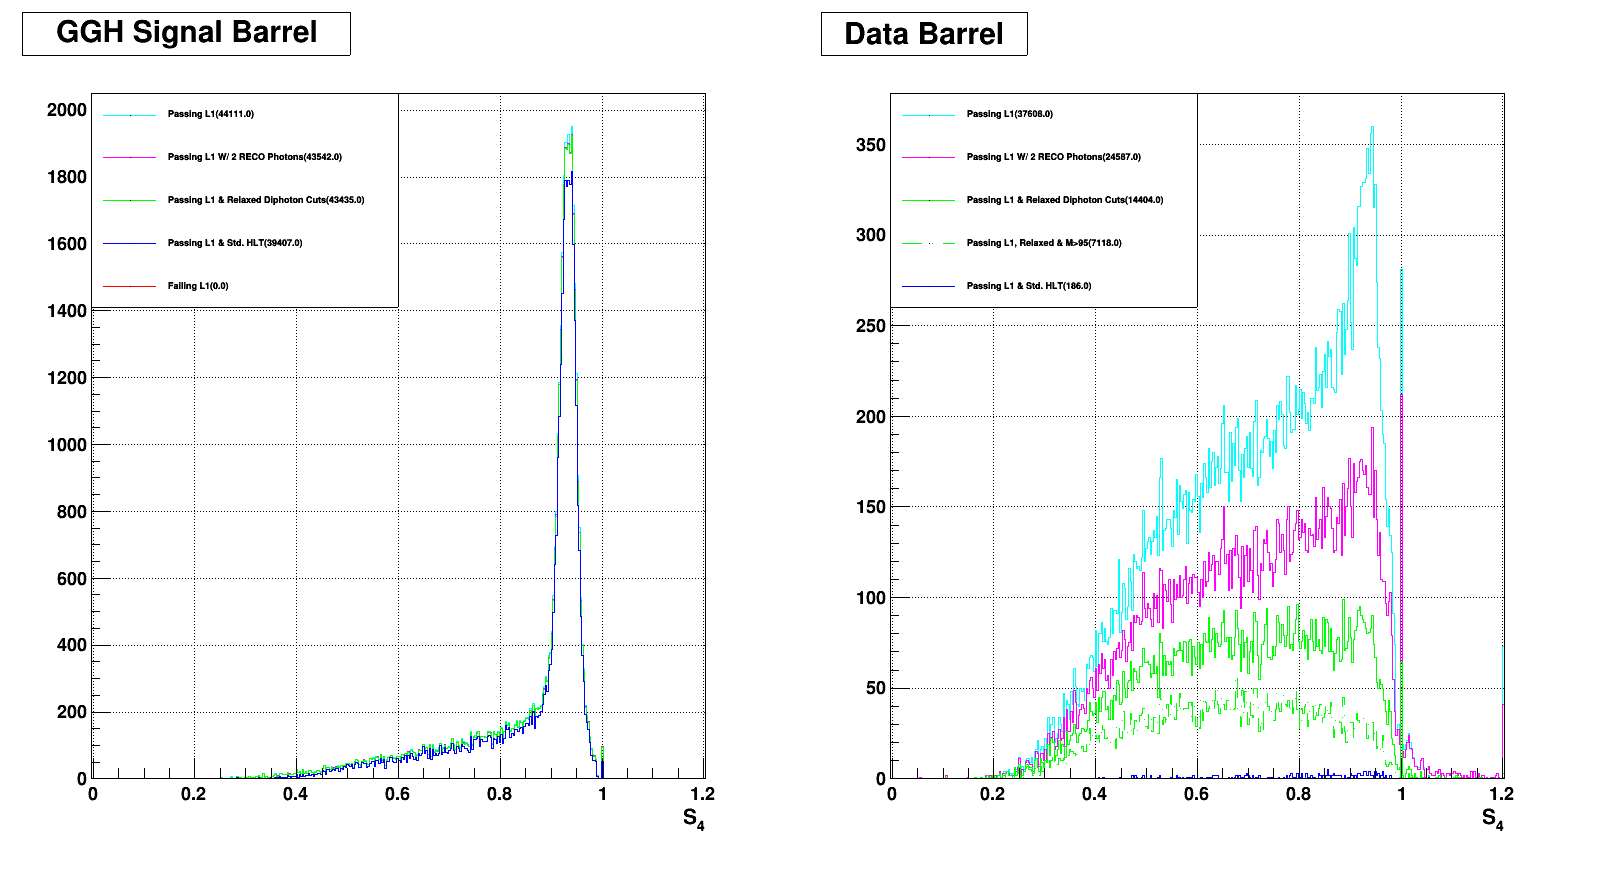 GGH Signal Barrel
2000
1800
1600
1400
1200
1000
800
600
400
200
0
Passing L1(44111.0)
Passing L1 W/ 2 RECO Photons(43542.0)
Passing L1 & Relaxed Diphoton Cuts(43435.0)
Passing L1 & Std. HLT(39407.0)
Failing L1(0.0)
0 0.2 0.4 0.6 0.8 1 1.2
S4
Data Barrel
350
300
250
200
150
100
50
0
Passing L1(37608.0)
Passing L1 W/ 2 RECO Photons(24587.0)
Passing L1 & Relaxed Diphoton Cuts(14404.0)
Passing L1, Relaxed & M>95(7118.0)
Passing L1 & Std. HLT(186.0)
0 0.2 0.4 0.6 0.8 1 1.2
S4